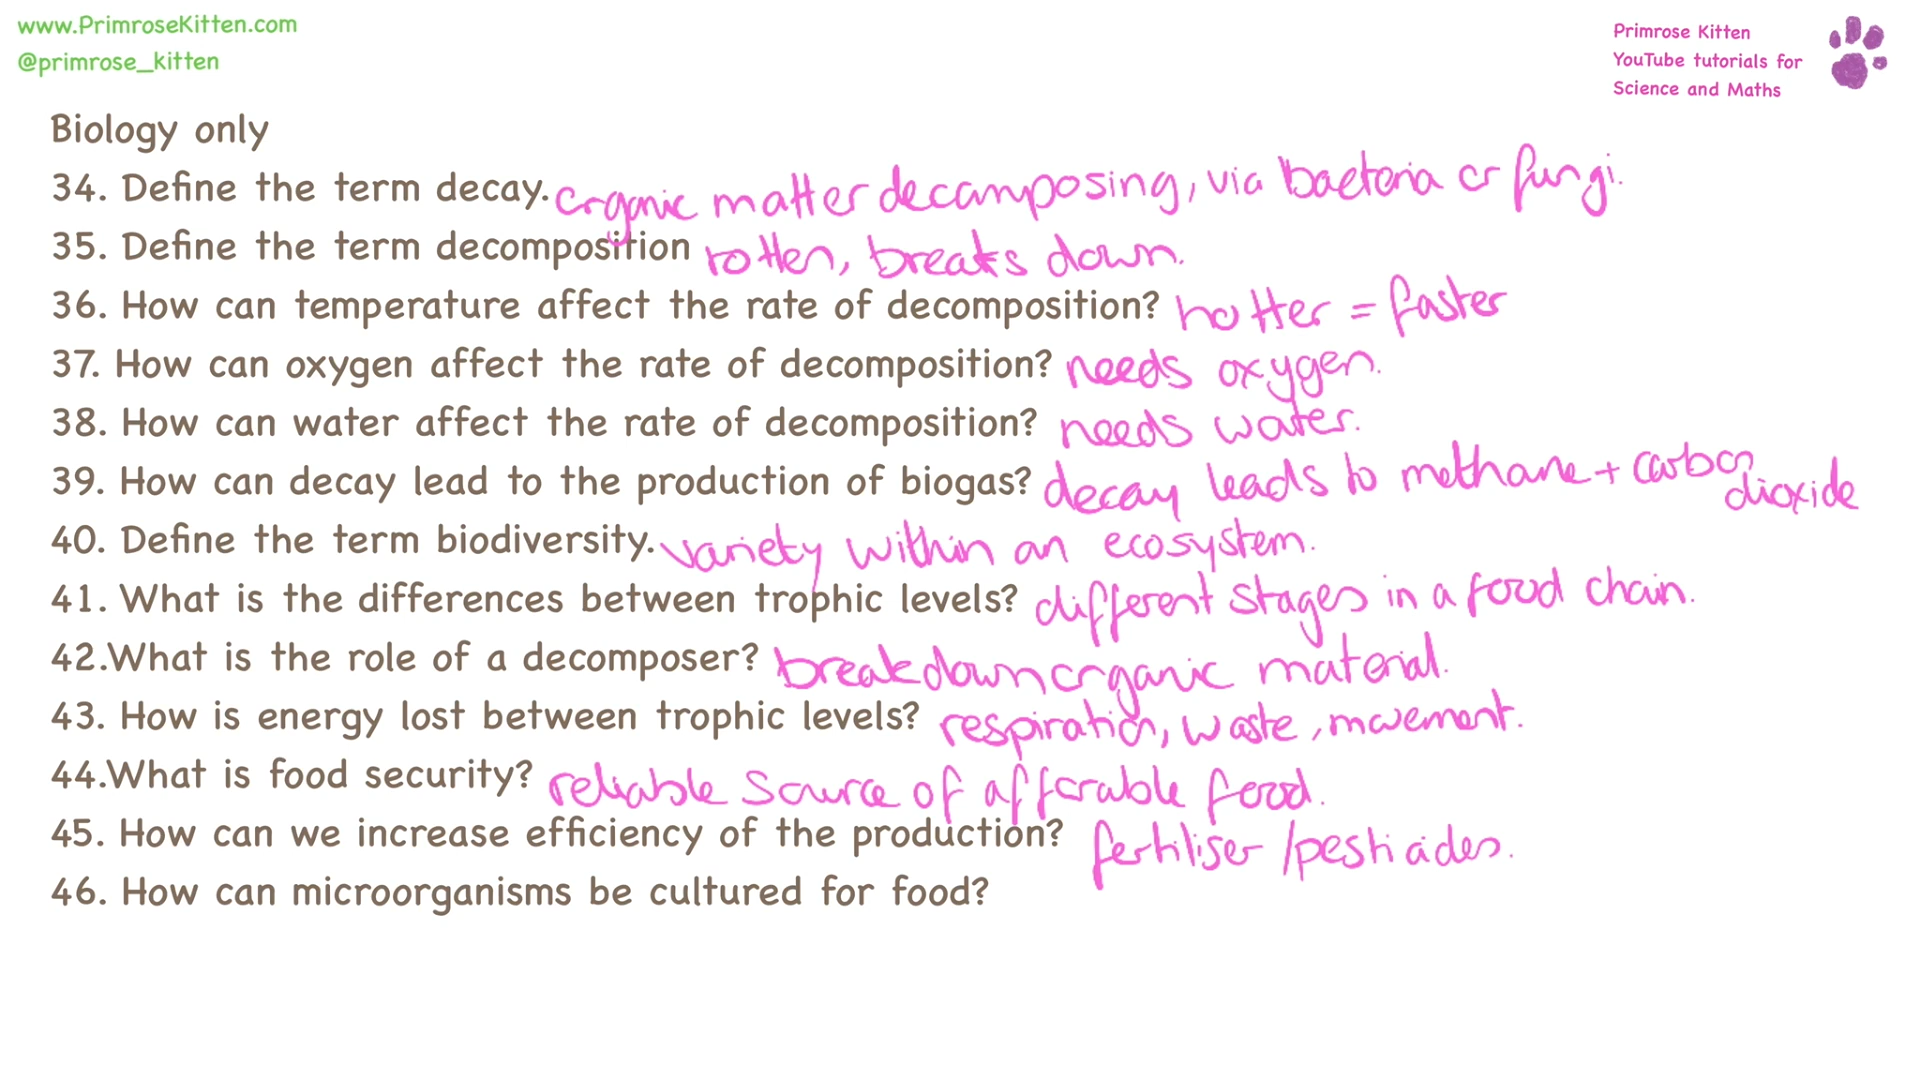 www.PrimroseKitten.com
@primrose_kitten
Primrose Kitten
YouTube tutorials for
Science and Maths
Biology only
34. Define the term decay. organic matter decomposing, via bacteria or fungi.
35. Define the term decomposition rotten, breaks down.
36. How can temperature affect the rate of decomposition? hotter = faster
37. How can oxygen affect the rate of decomposition? needs oxygen.
38. How can water affect the rate of decomposition? needs water.
39. How can decay lead to the production of biogas? decay leads to methane + carbon dioxide
40. Define the term biodiversity. variety within an ecosystem.
41. What is the differences between trophic levels? different stages in a food chain.
42.What is the role of a decomposer? break down organic material.
43. How is energy lost between trophic levels? respiration, waste, movement.
44.What is food security? reliable source of afforable food.
45. How can we increase efficiency of the production? fertiliser/pesticides.
46. How can microorganisms be cultured for food?